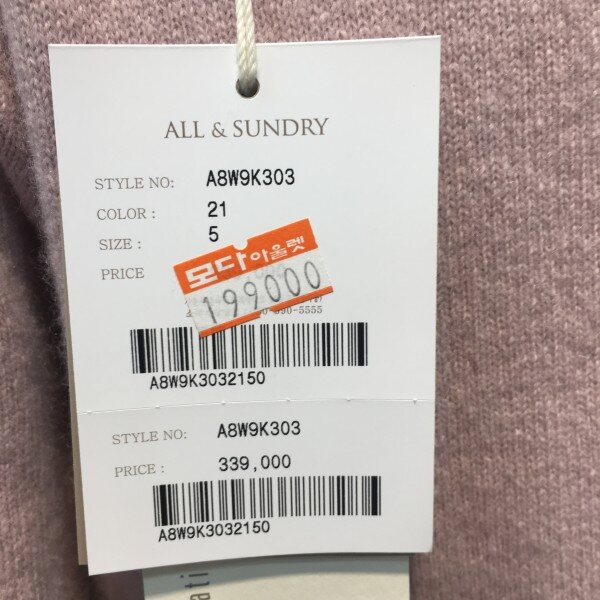 ALL & SUNDRY
STYLE NO: A8W9K303
COLOR : 21
SIZE : 5
PRICE
모다아울렛
199000
A8W9K3032150
STYLE NO: A8W9K303
PRICE : 339,000
A8W9K3032150